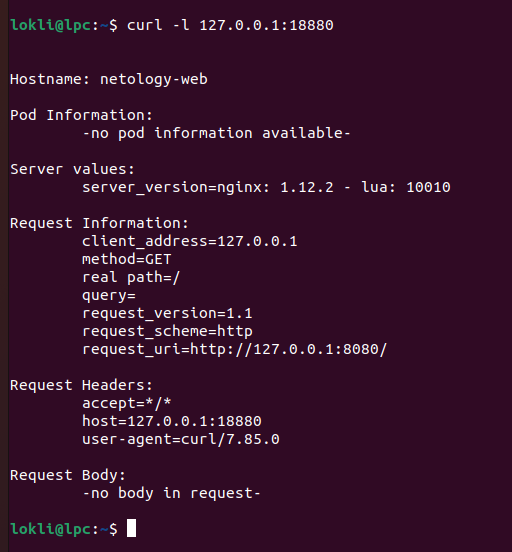 lokli@lpc:~$ curl -l 127.0.0.1:18880
Hostname: netology-web
Pod Information:
-no pod information available-
Server values:
server_version=nginx: 1.12.2 - lua: 10010
Request Information:
client_address=127.0.0.1
method=GET
real path=/
query=
request_version=1.1
request_scheme=http
request_uri=http://127.0.0.1:8080/
Request Headers:
accept=*/*
host=127.0.0.1:18880
user-agent=curl/7.85.0
Request Body:
-no body in request-
lokli@lpc:~$